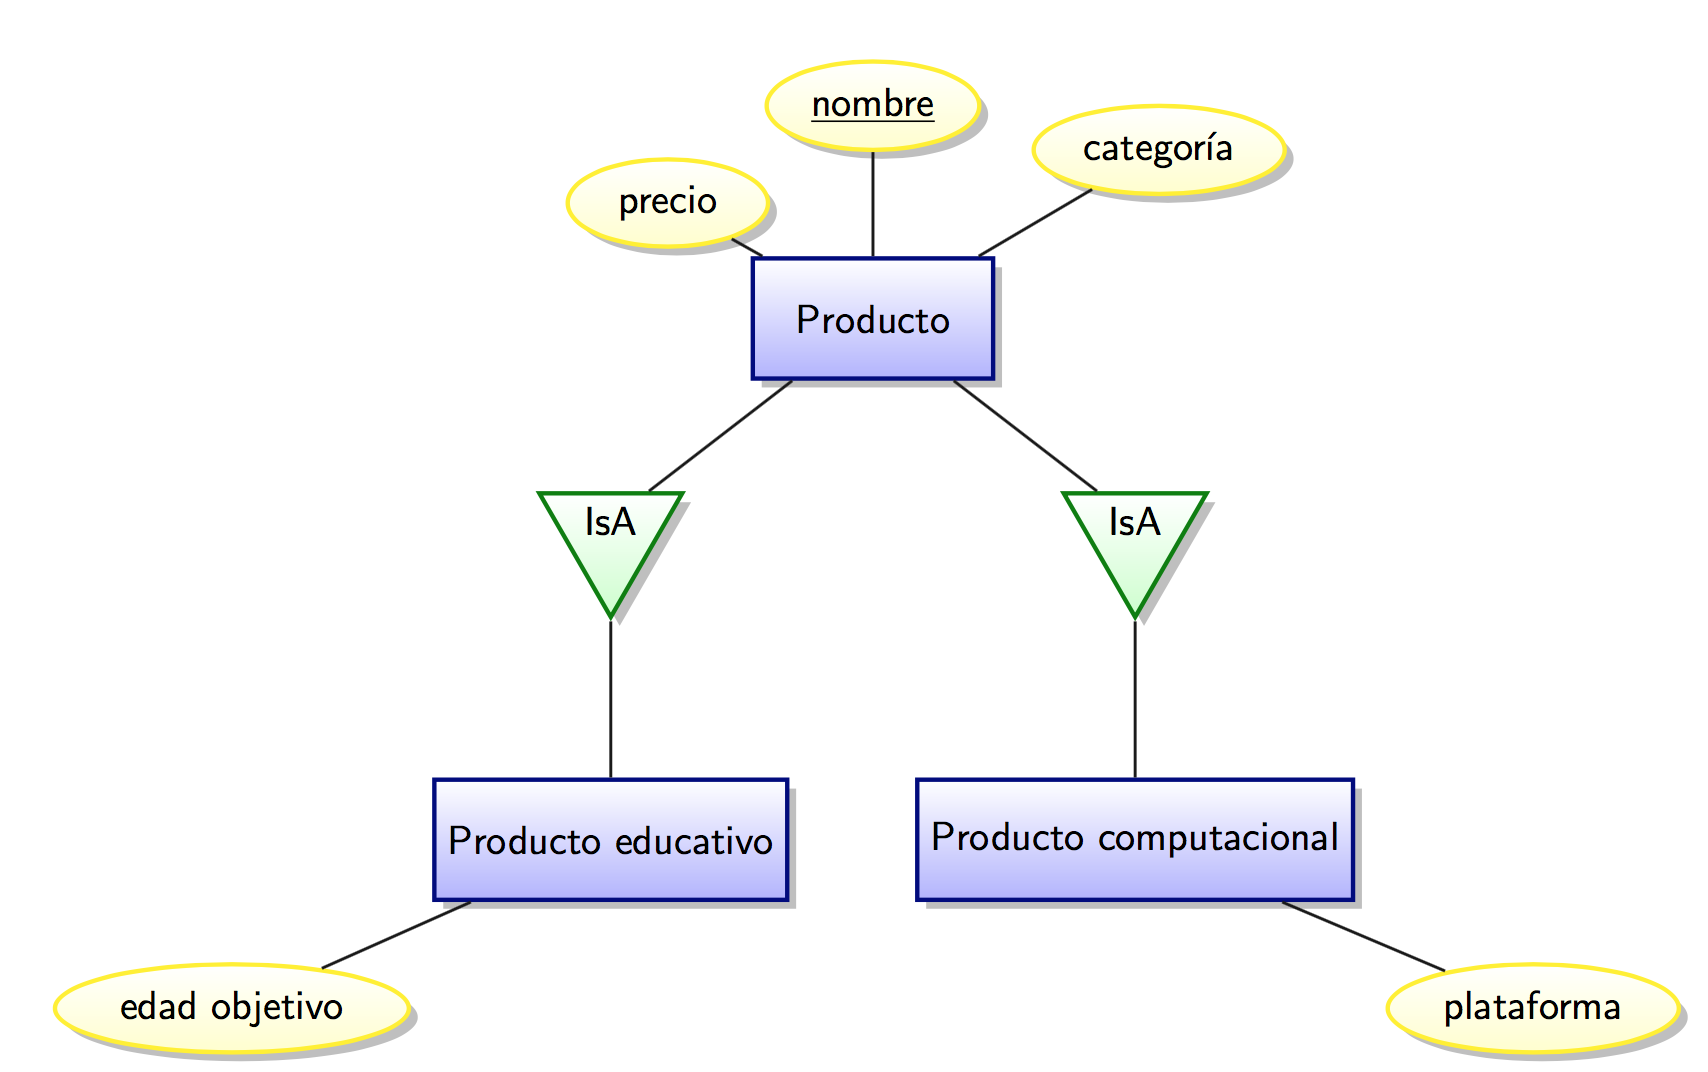 nombre
categoría
precio
Producto
IsA
IsA
Producto educativo
Producto computacional
edad objetivo
plataforma